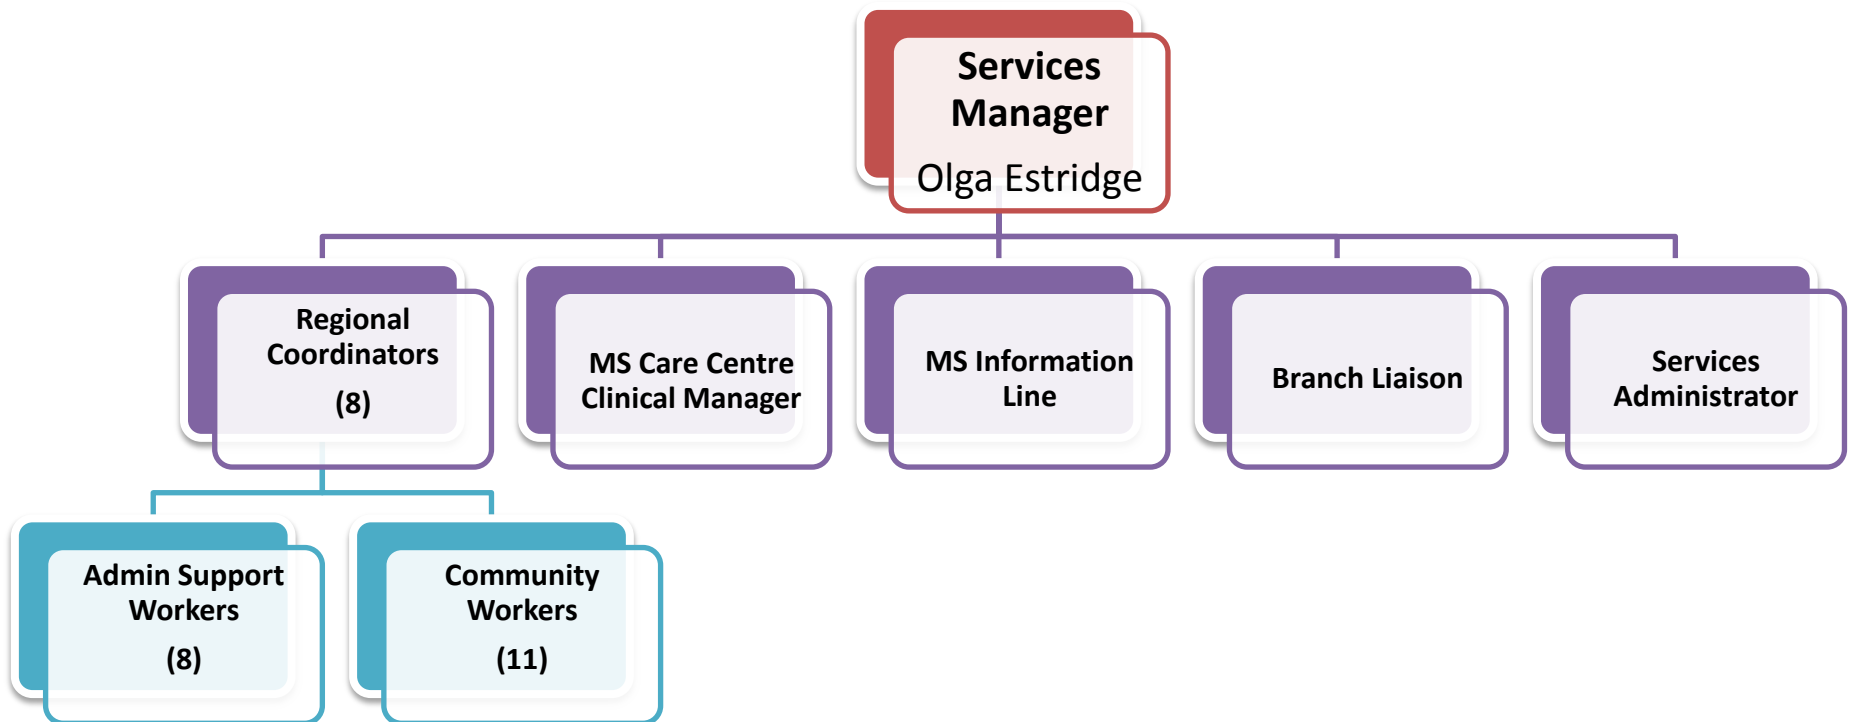 Services
Manager
Olga Estridge
Regional
Coordinators
(8)
MS Care Centre
Clinical Manager
MS Information
Line
Branch Liaison
Services
Administrator
Admin Support
Workers
(8)
Community
Workers
(11)